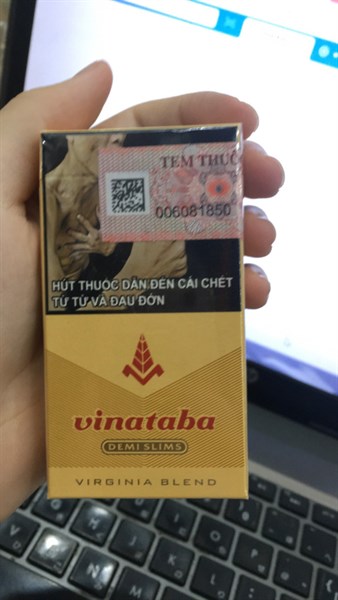 TEM THUỐ
006081850
HÚT THUỐC DẪN ĐẾN CÁI CHẾT
TỪ TỪ VÀ ĐAU ĐỚN
vinataba
DEMI SLIMS
VIRGINIA BLEND